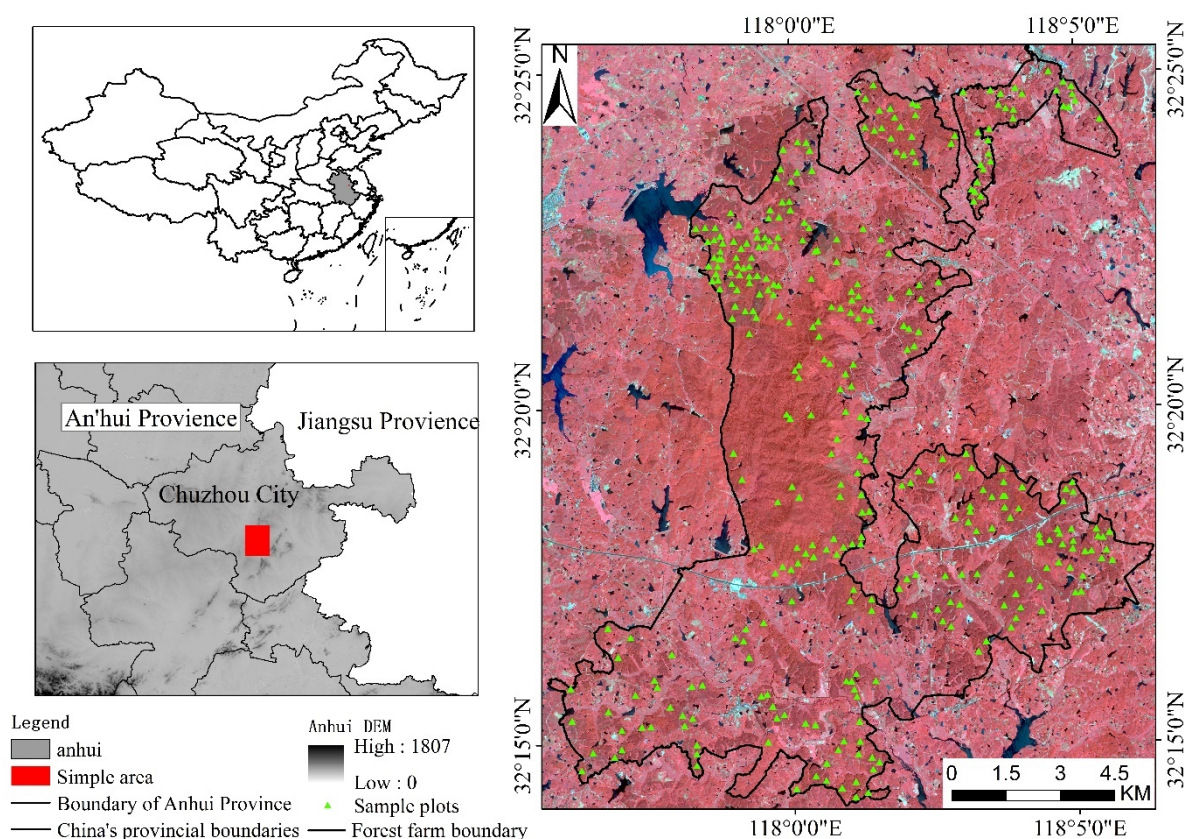 An'hui Provience
Jiangsu Provience
Chuzhou City
Legend
anhui
Simple area
Boundary of Anhui Province
China's provincial boundaries
Anhui DEM
High : 1807
Low : 0
Sample plots
Forest farm boundary
118°0'0"E 118°5'0"E
N
32°25'0"N 32°25'0"N
32°20'0"N 32°20'0"N
32°15'0"N 32°15'0"N
0 1.5 3 4.5
KM
118°0'0"E 118°5'0"E